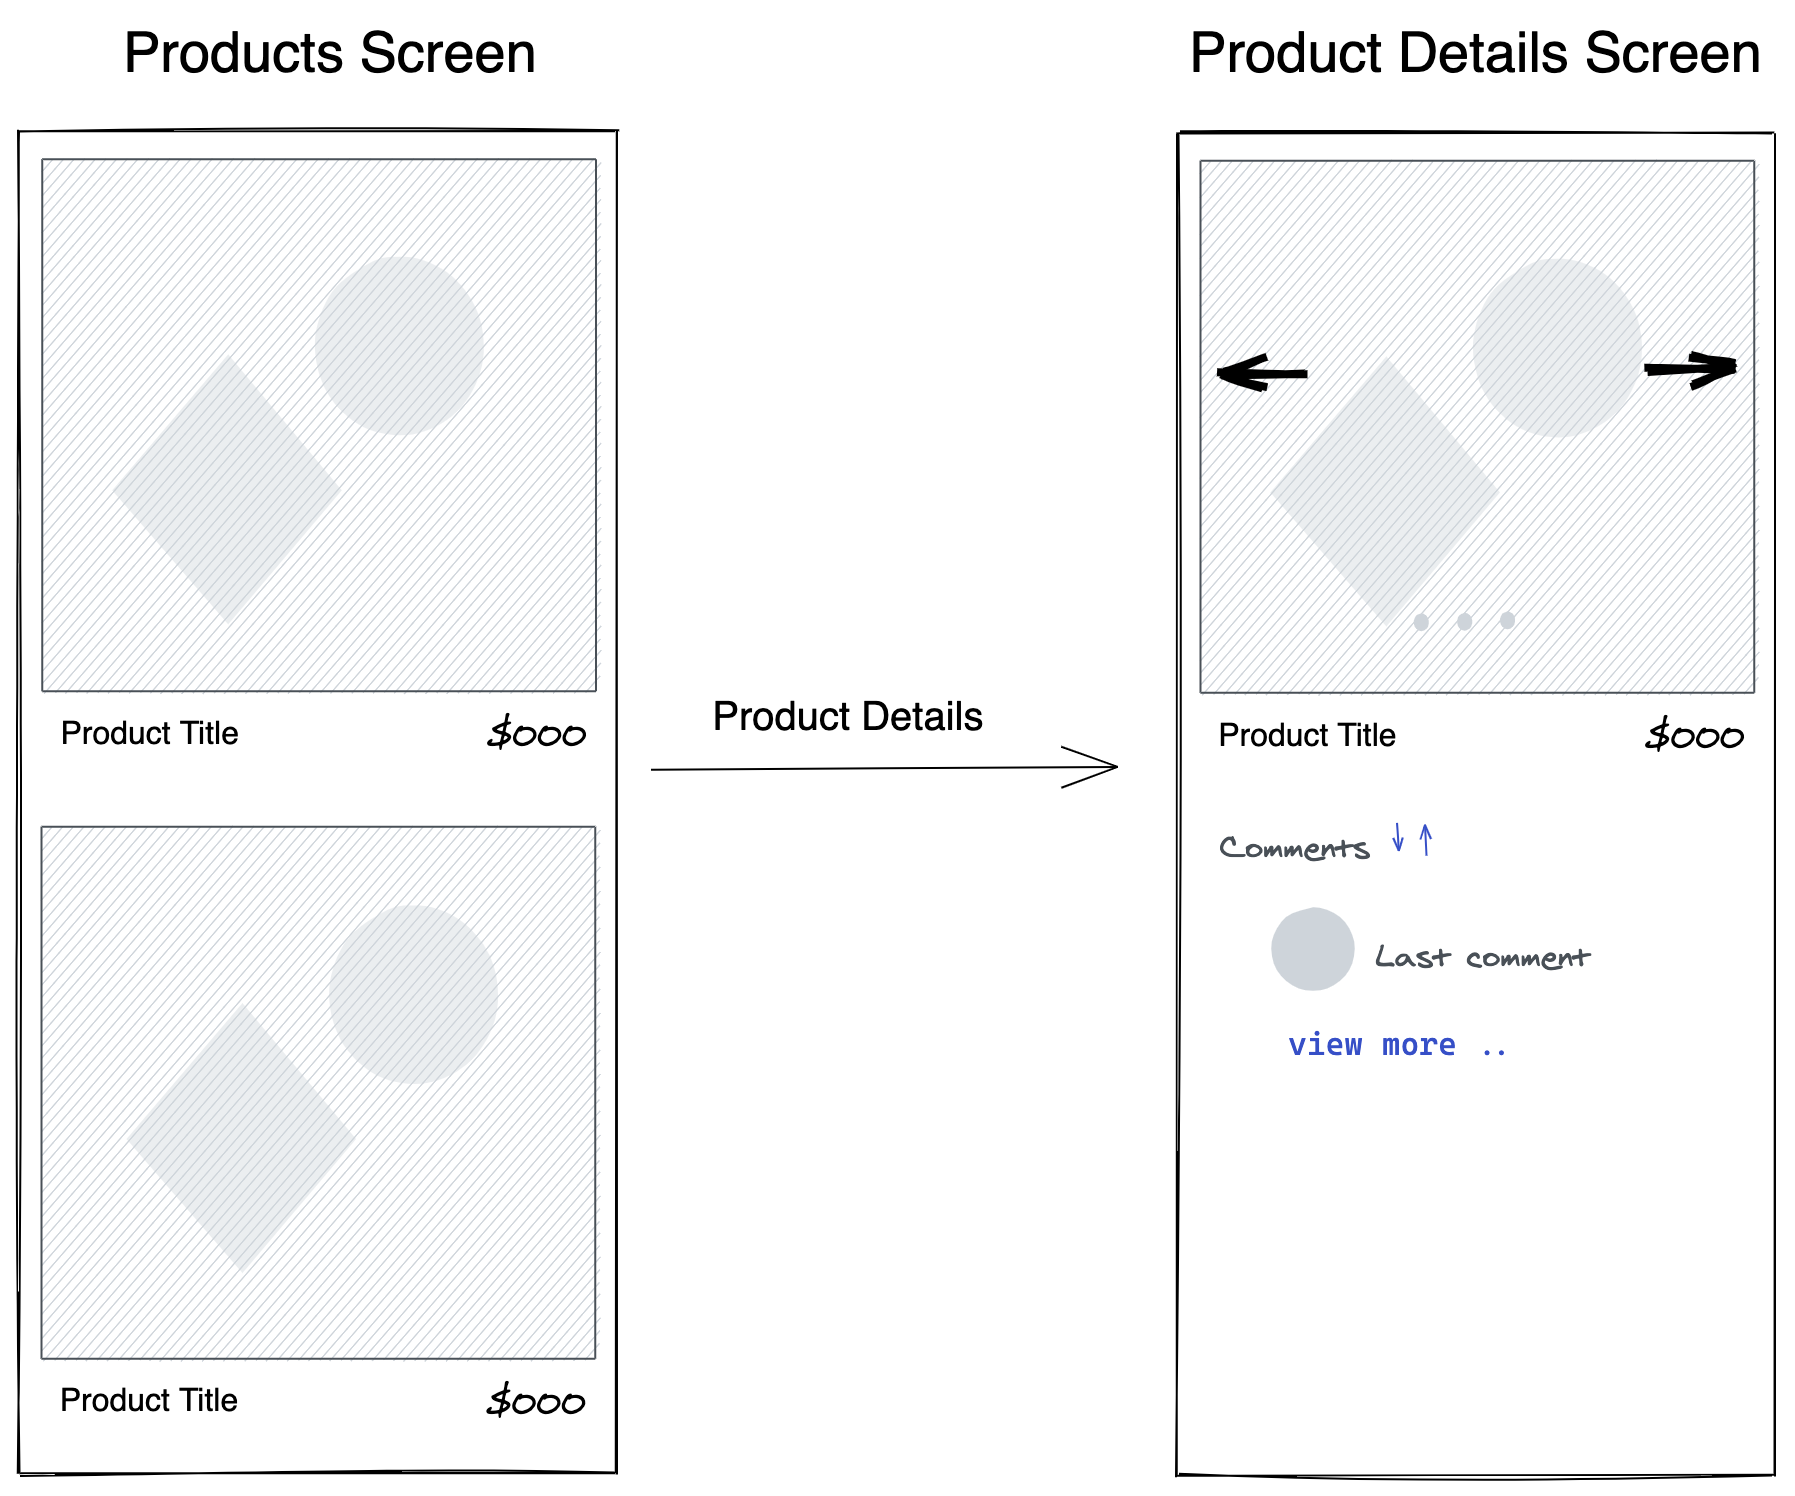 Products Screen
Product Title
$000
Product Title
$000
Product Details
Product Details Screen
Product Title
$000
Comments
Last comment
view more ..